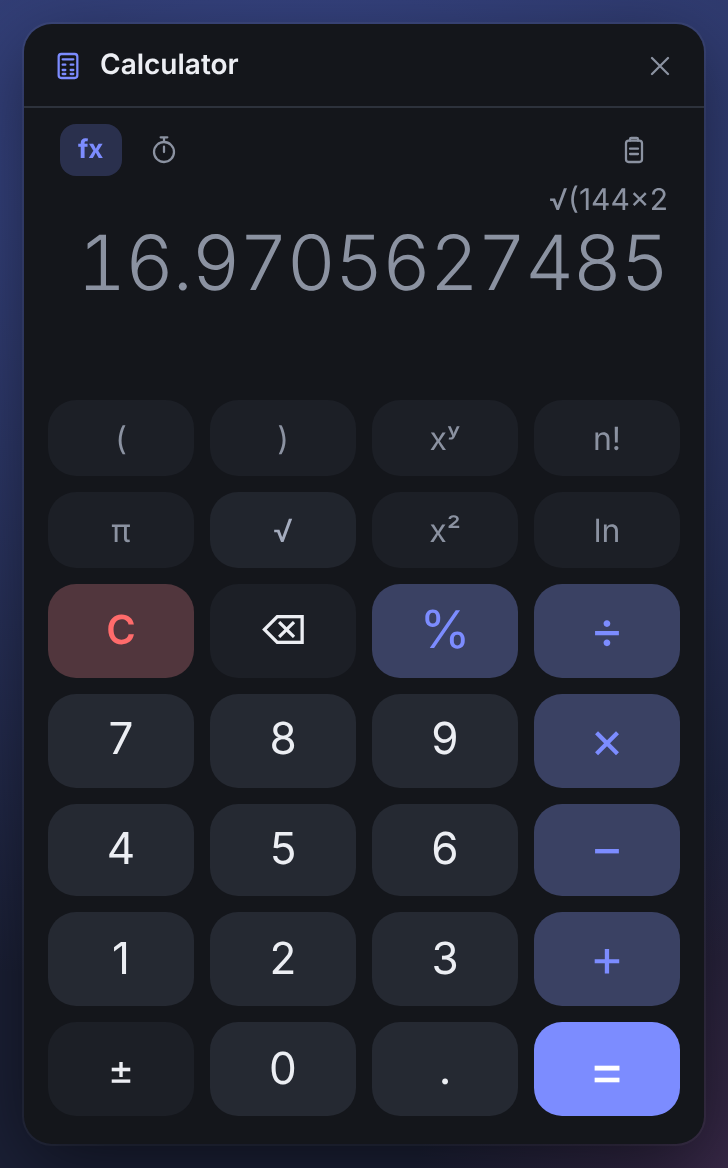 Calculator
fx
√(144×2
16.9705627485
( ) xʸ n!
π √ x² ln
C % ÷
7 8 9 ×
4 5 6 −
1 2 3 +
± 0 . =